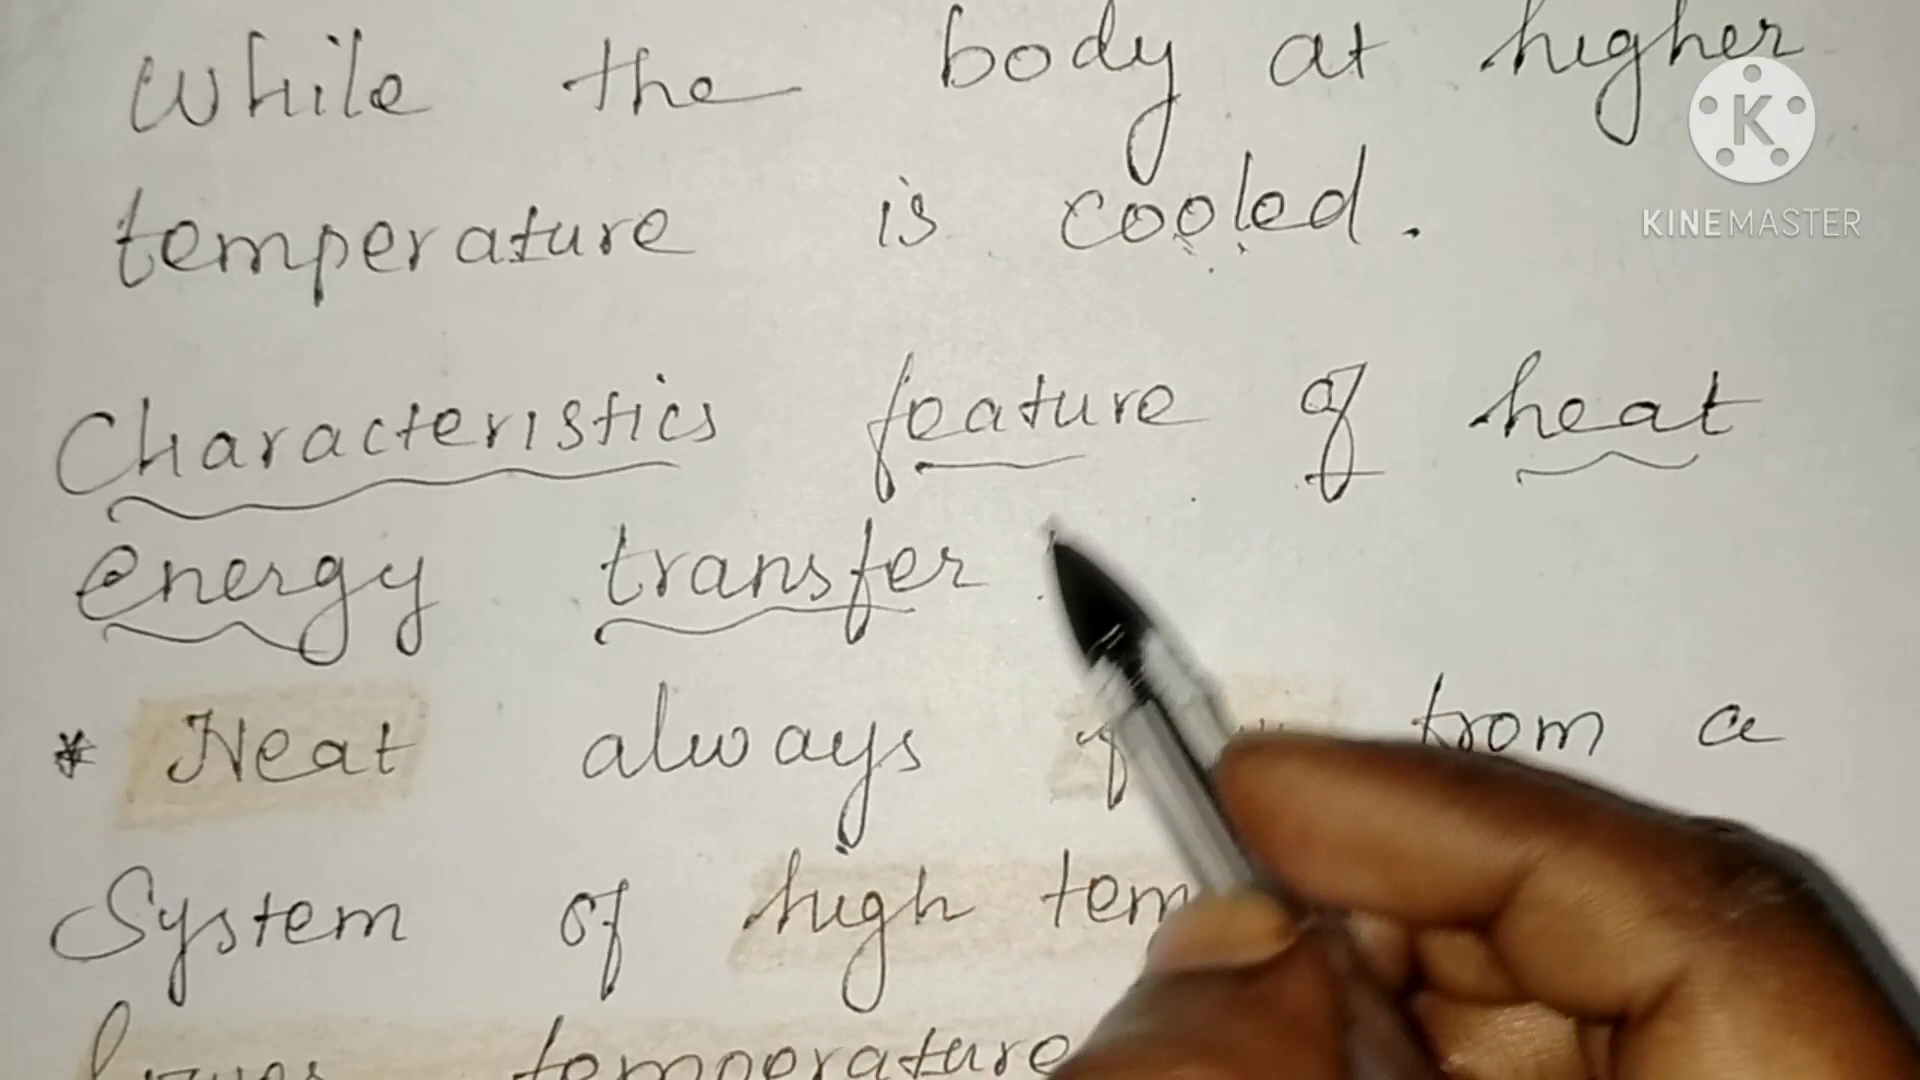 While the body at higher
K
KINEMASTER
temperature is cooled.
Characteristics feature of heat
energy transfer
* Heat always from a
System of high tem
temperature